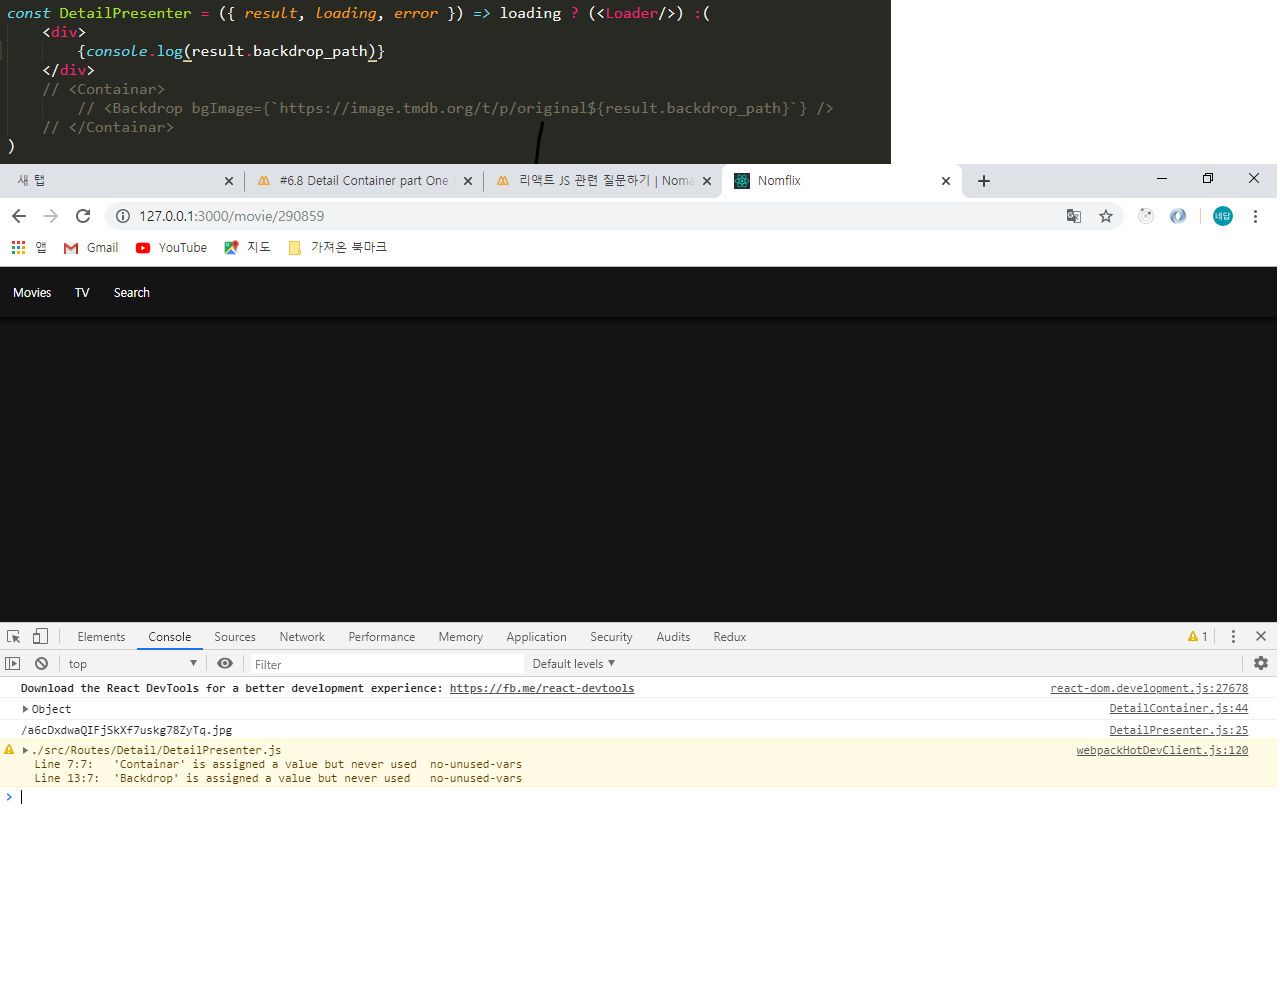 const DetailPresenter = ({ result, loading, error }) => loading ? (<Loader/>) :(
<div>
{console.log(result.backdrop_path)}
</div>
// <Containar>
// <Backdrop bgImage={`https://image.tmdb.org/t/p/original${result.backdrop_path}`} />
// </Containar>
)
새 탭
#6.8 Detail Container part One
리액트 JS 관련 질문하기 | Noma
Nomflix
127.0.0.1:3000/movie/290859
네답
앱
Gmail
YouTube
지도
가져온 북마크
Movies TV Search
Elements Console Sources Network Performance Memory Application Security Audits Redux 1
top Filter Default levels
Download the React DevTools for a better development experience: https://fb.me/react-devtools react-dom.development.js:27678
Object DetailContainer.js:44
/a6cDxdwaQIFjSkXf7uskg78ZyTq.jpg DetailPresenter.js:25
./src/Routes/Detail/DetailPresenter.js webpackHotDevClient.js:120
Line 7:7: 'Containar' is assigned a value but never used no-unused-vars
Line 13:7: 'Backdrop' is assigned a value but never used no-unused-vars